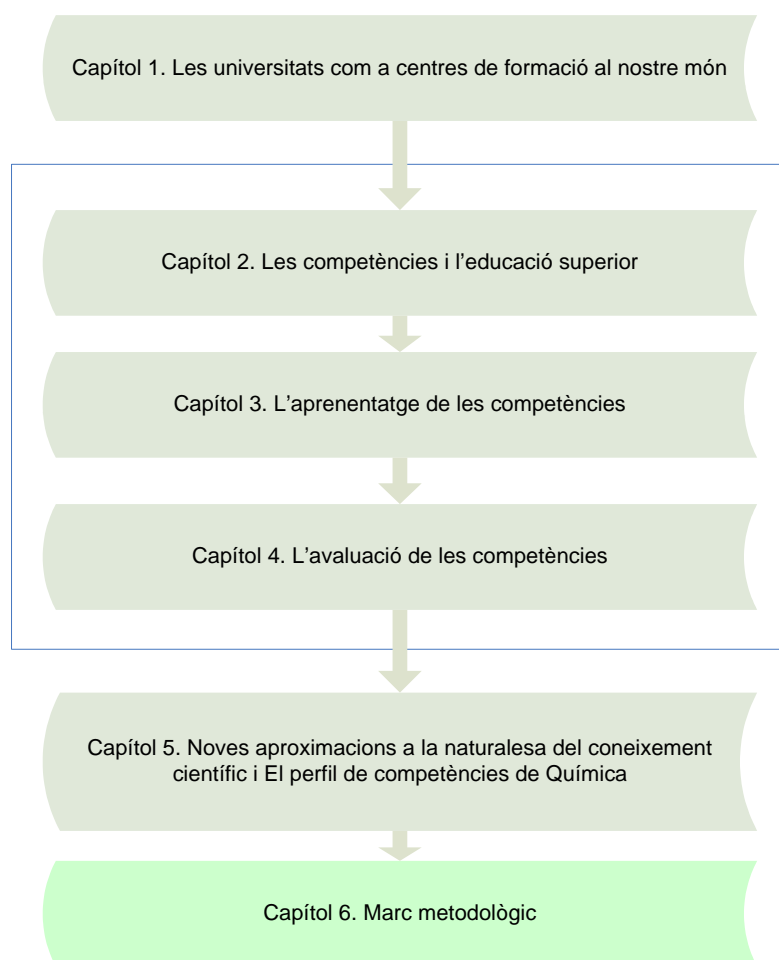 Capítol 1. Les universitats com a centres de formació al nostre món
Capítol 2. Les competències i l’educació superior
Capítol 3. L’aprenentatge de les competències
Capítol 4. L’avaluació de les competències
Capítol 5. Noves aproximacions a la naturalesa del coneixement
científic i El perfil de competències de Química
Capítol 6. Marc metodològic